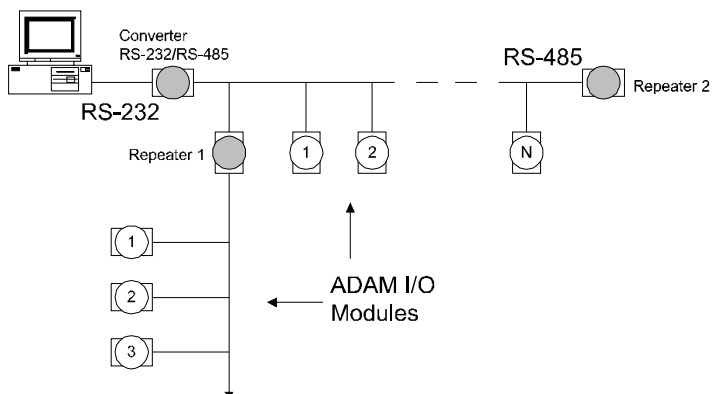 Converter
RS-232/RS-485
RS-485
Repeater 2
RS-232
Repeater 1
1
2
N
1
2
3
ADAM I/O
Modules